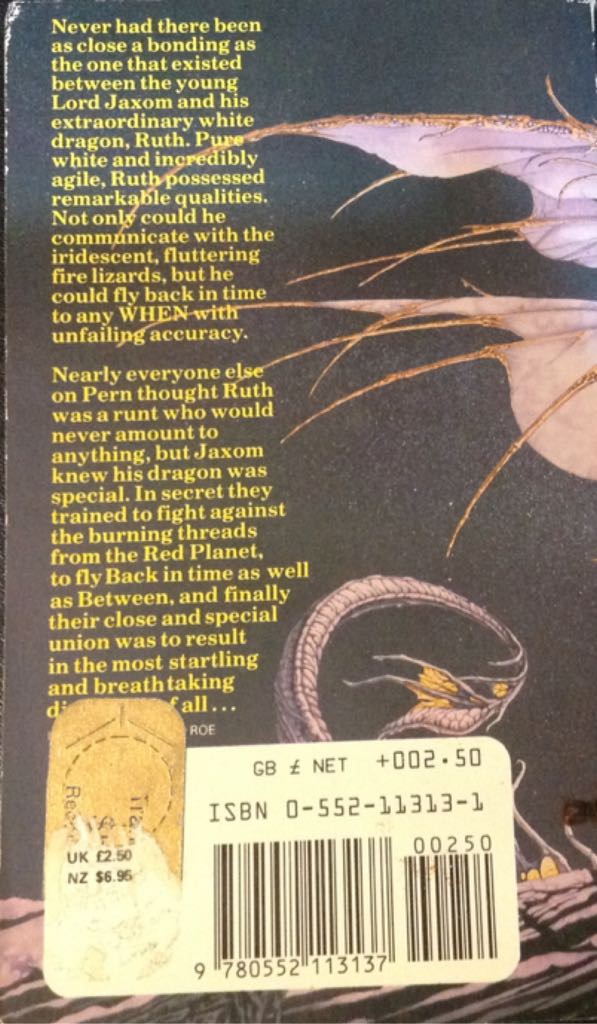 Never had there been
as close a bonding as
the one that existed
between the young
Lord Jaxom and his
extraordinary white
dragon, Ruth. Pure
white and incredibly
agile, Ruth possessed
remarkable qualities.
Not only could he
communicate with the
iridescent, fluttering
fire lizards, but he
could fly back in time
to any WHEN with
unfailing accuracy.
Nearly everyone else
on Pern thought Ruth
was a runt who would
never amount to
anything, but Jaxom
knew his dragon was
special. In secret they
trained to fight against
the burning threads
from the Red Planet,
to fly Back in time as well
as Between, and finally
their close and special
union was to result
in the most startling
and breathtaking
all...
ROE
GB £ NET +002.50
ISBN 0-552-11313-1
00250
UK £2.50
NZ $6.95
9 780552 113137